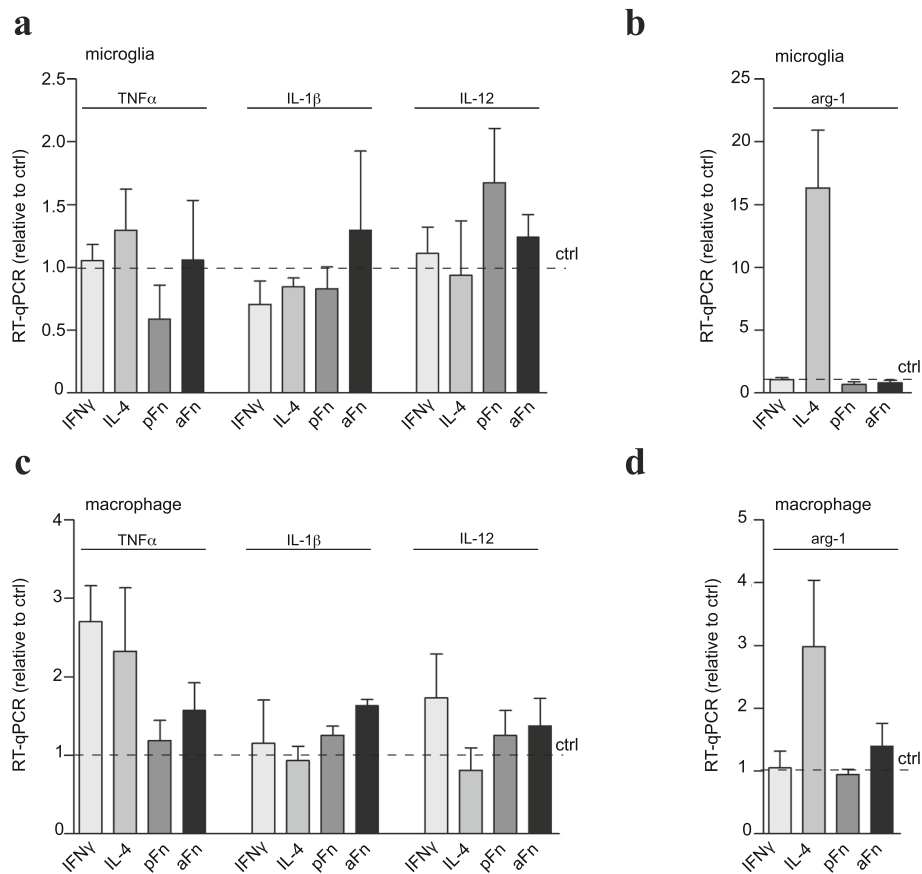 a
microglia
RT-qPCR (relative to ctrl)
2.5
2.0
1.5
1.0
0.5
0
TNFα
IL-1β
IL-12
ctrl
IFNγ IL-4 pFn aFn IFNγ IL-4 pFn aFn IFNγ IL-4 pFn aFn
b
microglia
RT-qPCR (relative to ctrl)
25
20
15
10
5
0
arg-1
ctrl
IFNγ IL-4 pFn aFn
c
macrophage
RT-qPCR (relative to ctrl)
4
3
2
1
0
TNFα
IL-1β
IL-12
ctrl
IFNγ IL-4 pFn aFn IFNγ IL-4 pFn aFn IFNγ IL-4 pFn aFn
d
macrophage
RT-qPCR (relative to ctrl)
5
4
3
2
1
0
arg-1
ctrl
IFNγ IL-4 pFn aFn